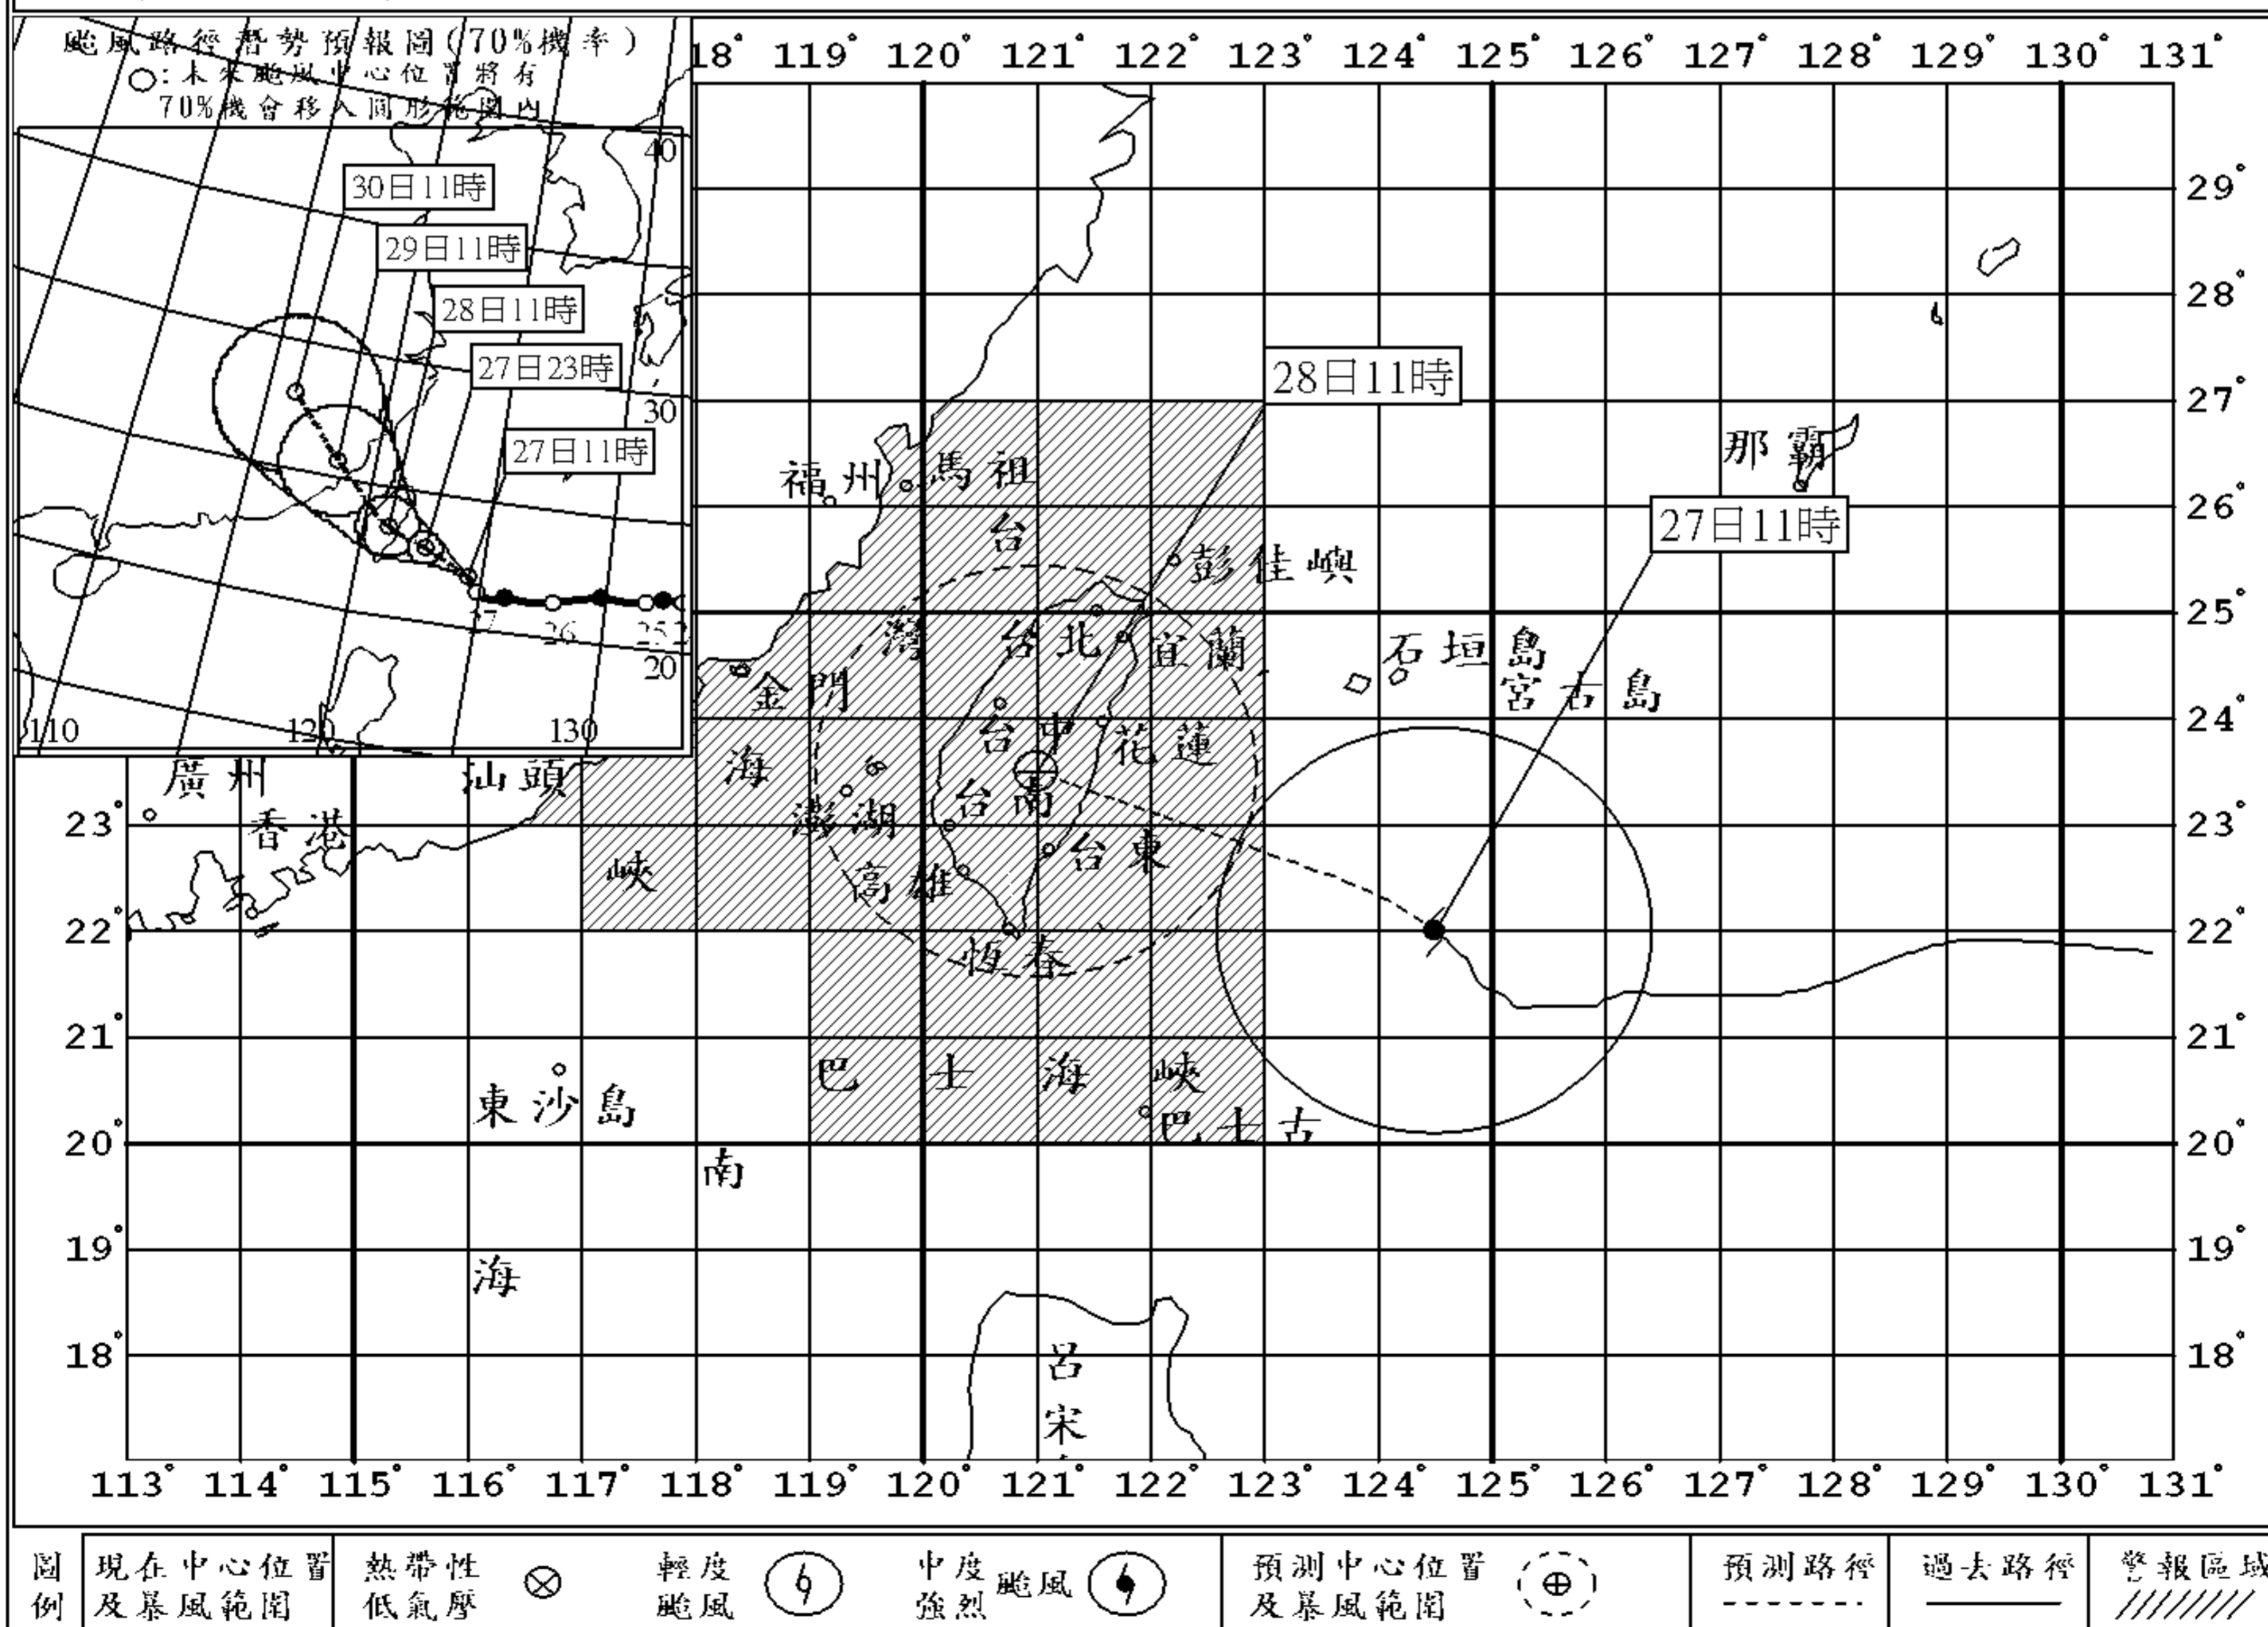 颱風路徑潛勢預報圖(70%機率)
○:未來颱風中心位置將有
70%機會移入圓形範圍內
40
30日11時
29日11時
28日11時
27日23時
30
27日11時
27 26 25 2
20
110 120 130
18° 119° 120° 121° 122° 123° 124° 125° 126° 127° 128° 129° 130° 131°
29°
28°
28日11時
27°
那霸
福州 馬祖
26°
27日11時
台
彭佳嶼
25°
灣 台北 宜蘭 石垣島
金門 宮古島
24°
台中 花蓮
海
廣州 汕頭
台南
澎湖
23° 23°
香港
台東
峽 高雄
22° 22°
恆春
21° 21°
巴士海峽
東沙島 巴士古
20° 20°
南
19° 19°
海
18° 18°
呂
宋
113° 114° 115° 116° 117° 118° 119° 120° 121° 122° 123° 124° 125° 126° 127° 128° 129° 130° 131°
圖例
現在中心位置
及暴風範圍
熱帶性
低氣壓
輕度
颱風
中度
強烈
颱風
預測中心位置
及暴風範圍
預測路徑
過去路徑
警報區域